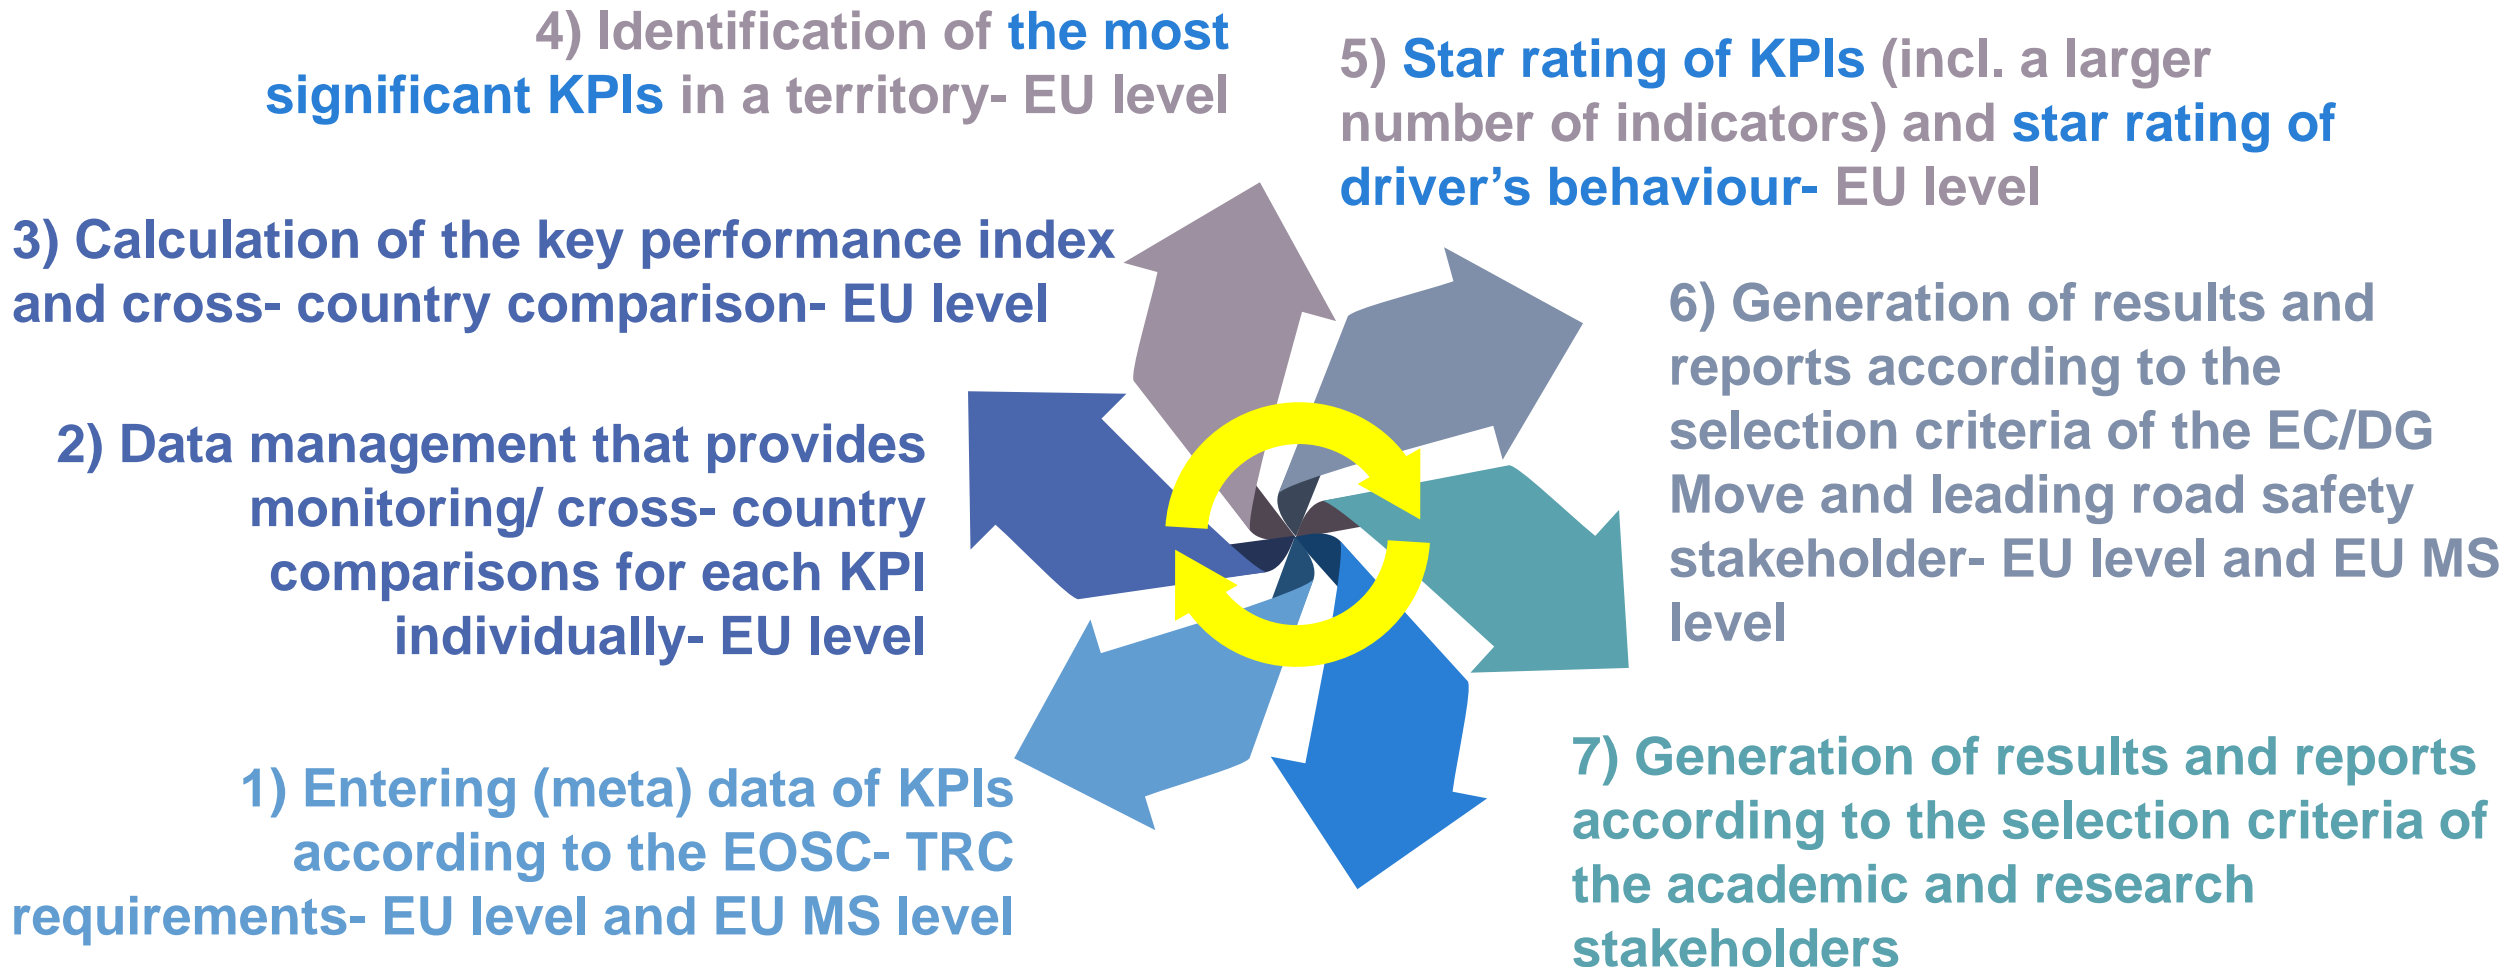 4) Identification of the most
significant KPIs in a territory- EU level
5) Star rating of KPIs (incl. a larger
number of indicators) and star rating of
driver’s behaviour- EU level
3) Calculation of the key performance index
and cross- country comparison- EU level
6) Generation of results and
reports according to the
selection criteria of the EC/DG
Move and leading road safety
stakeholder- EU level and EU MS
level
2) Data management that provides
monitoring/ cross- country
comparisons for each KPI
individually- EU level
1) Entering (meta) data of KPIs
according to the EOSC- TRC
requirements- EU level and EU MS level
7) Generation of results and reports
according to the selection criteria of
the academic and research
stakeholders